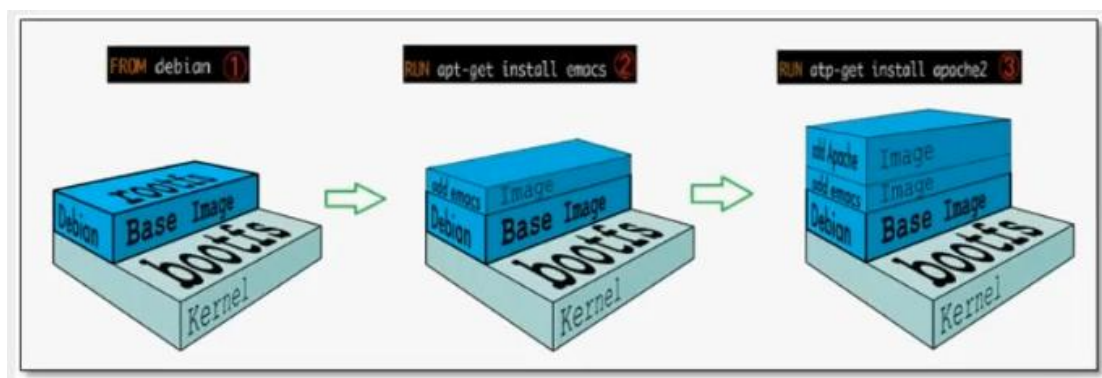 FROM debian ①
RUN apt-get install emacs ②
RUN atp-get install apache2 ③
rootfs
Debian
Base Image
bootfs
Kernel
add emacs
Image
Debian
Base Image
bootfs
Kernel
add Apache
Image
add emacs
Image
Debian
Base Image
bootfs
Kernel